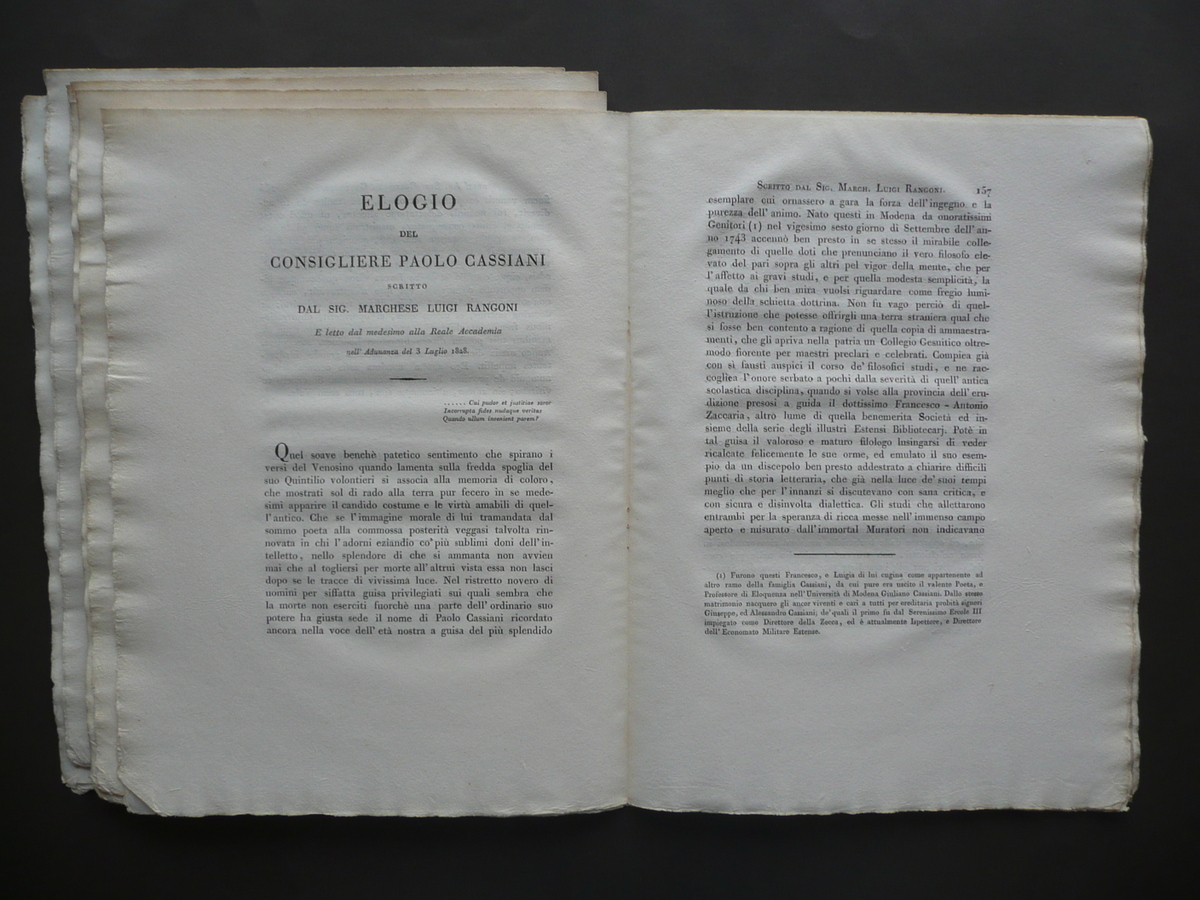 ELOGIO
DEL
CONSIGLIERE PAOLO CASSIANI
SCRITTO
DAL SIG. MARCHESE LUIGI RANGONI
E letto dal medesimo alla Reale Accademia
nell' Adunanza del 3 Luglio 1828.
...... Cui pudor et justitiae soror
Incorrupta fides nudaque veritas
Quando ullum invenient parem?
Quel soave benchè patetico sentimento che spirano i
versi del Venosino quando lamenta sulla fredda spoglia del
suo Quintilio volontieri si associa alla memoria di coloro,
che mostrati sol di rado alla terra pur fecero in se mede-
simi apparire il candido costume e le virtù amabili di quel-
l'antico. Che se l'immagine morale di lui tramandata dal
sommo poeta alla commossa posterità veggasi talvolta rin-
novata in chi l'adorni eziandio co' più sublimi doni dell'in-
telletto, nello splendore di che si ammanta non avvien
mai che al togliersi per morte all'altrui vista essa non lasci
dopo se le tracce di vivissima luce. Nel ristretto novero di
uomini per siffatta guisa privilegiati sui quali sembra che
la morte non eserciti fuorchè una parte dell'ordinario suo
potere ha giusta sede il nome di Paolo Cassiani ricordato
ancora nella voce dell'età nostra a guisa del più splendido
SCRITTO DAL SIG. MARCH. LUIGI RANGONI. 157
esemplare cui ornassero a gara la forza dell'ingegno e la
purezza dell'animo. Nato questi in Modena da onoratissimi
Genitori (1) nel vigesimo sesto giorno di Settembre dell'an-
no 1743 accennò ben presto in se stesso il mirabile colle-
gamento di quelle doti che prenunciano il vero filosofo ele-
vato del pari sopra gli altri pel vigor della mente, che per
l'affetto ai gravi studi, e per quella modesta semplicità, la
quale da chi ben mira vuolsi riguardare come fregio lumi-
noso della schietta dottrina. Non fu vago perciò di quel-
l'istruzione che potesse offrirgli una terra straniera qual che
si fosse ben contento a ragione di quella copia di ammaestra-
menti, che gli apriva nella patria un Collegio Gesuitico oltre-
modo fiorente per maestri preclari e celebrati. Compiea già
con sì fausti auspici il corso de' filosofici studi, e ne rac-
cogliea l'onore serbato a pochi dalla severità di quell'antica
scolastica disciplina, quando si volse alla provincia dell'eru-
dizione presosi a guida il dottissimo Francesco-Antonio
Zaccaria, altro lume di quella benemerita Società ed in-
sieme della serie degli illustri Estensi Bibliotecarj. Potè in
tal guisa il valoroso e maturo filologo lusingarsi di veder
ricalcate felicemente le sue orme, ed emulato il suo esem-
pio da un discepolo ben presto addestrato a chiarire difficili
punti di storia letteraria, che già nella luce de' suoi tempi
meglio che per l'innanzi si discutevano con sana critica, e
con sicura e disinvolta dialettica. Gli studi che allettarono
entrambi per la speranza di ricca messe nell'immenso campo
aperto e misurato dall'immortal Muratori non indicavano
(1) Furono questi Francesco, e Luigia di lui cugina come appartenente ad
altro ramo della famiglia Cassiani, da cui pure era uscito il valente Poeta, e
Professore di Eloquenza nell'Università di Modena Giuliano Cassiani. Dallo stesso
matrimonio nacquero gli ancor viventi e cari a tutti per ereditaria probità signori
Giuseppe, ed Alessandro Cassiani; de' quali il primo fu dal Serenissimo Ercole III
impiegato come Direttore della Zecca, ed è attualmente Ispettore, e Direttore
dell'Economato Militare Estense.